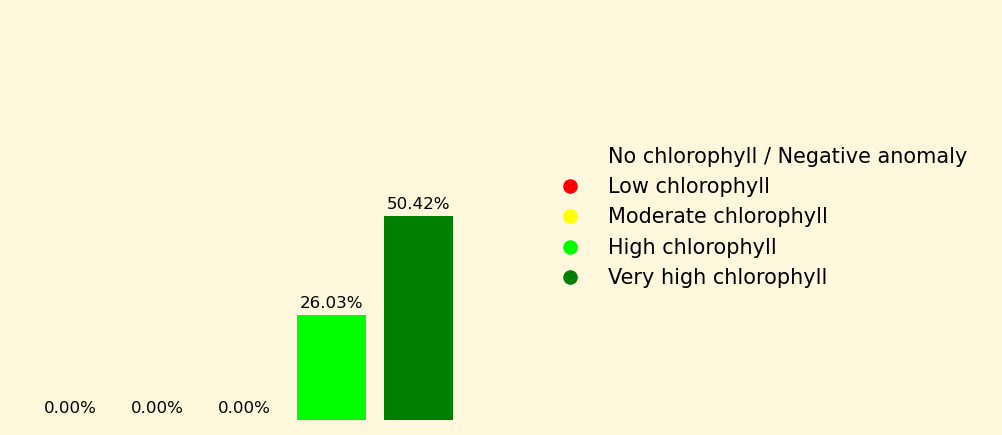 No chlorophyll / Negative anomaly
Low chlorophyll
Moderate chlorophyll
High chlorophyll
Very high chlorophyll
50.42%
26.03%
0.00% 0.00% 0.00%